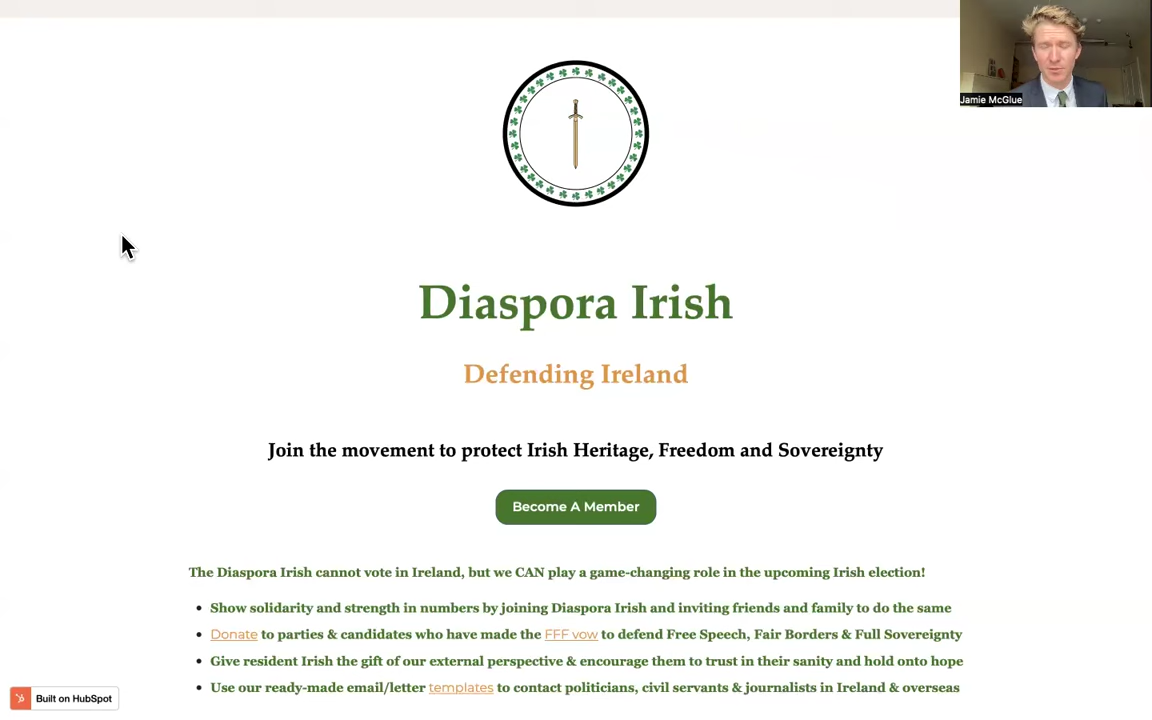 Jamie McGlue
Diaspora Irish
Defending Ireland
Join the movement to protect Irish Heritage, Freedom and Sovereignty
Become A Member
The Diaspora Irish cannot vote in Ireland, but we CAN play a game-changing role in the upcoming Irish election!
• Show solidarity and strength in numbers by joining Diaspora Irish and inviting friends and family to do the same
• Donate to parties & candidates who have made the FFF vow to defend Free Speech, Fair Borders & Full Sovereignty
• Give resident Irish the gift of our external perspective & encourage them to trust in their sanity and hold onto hope
• Use our ready-made email/letter templates to contact politicians, civil servants & journalists in Ireland & overseas
Built on HubSpot